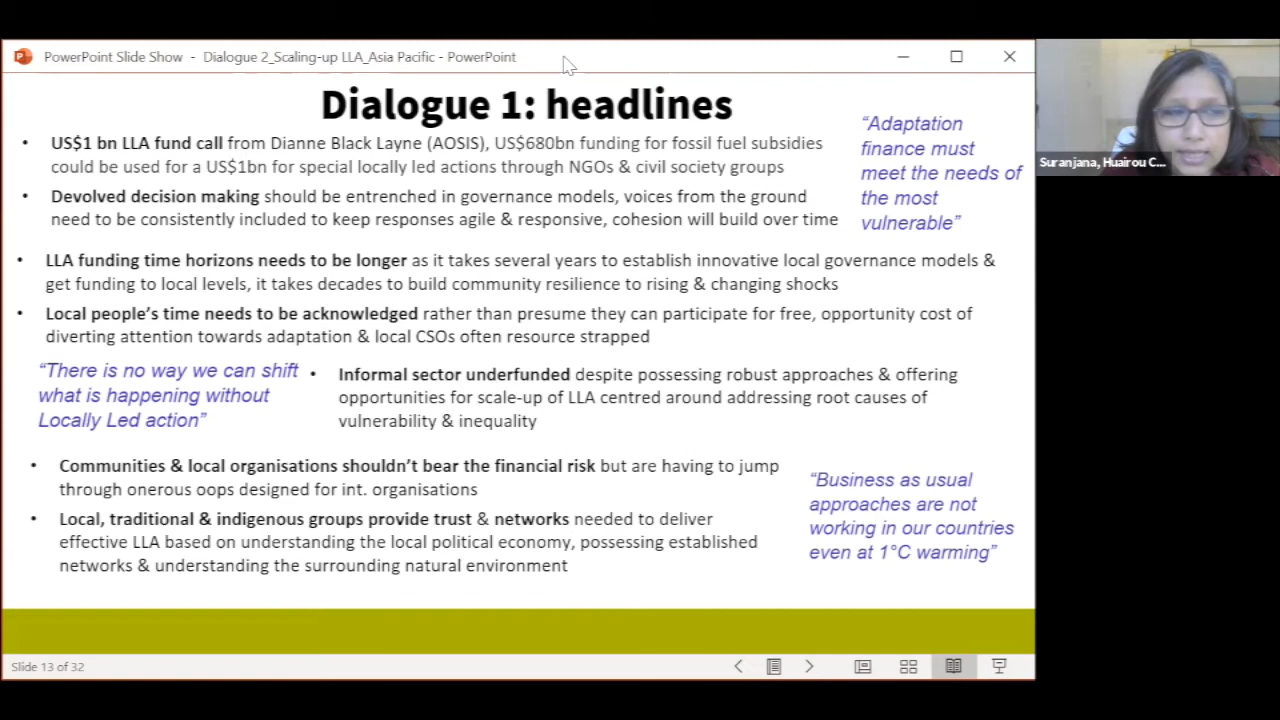 PowerPoint Slide Show - Dialogue 2_Scaling-up LLA_Asia Pacific - PowerPoint
Dialogue 1: headlines
• US$1 bn LLA fund call from Dianne Black Layne (AOSIS), US$680bn funding for fossil fuel subsidies
could be used for a US$1bn for special locally led actions through NGOs & civil society groups
• Devolved decision making should be entrenched in governance models, voices from the ground
need to be consistently included to keep responses agile & responsive, cohesion will build over time
“Adaptation
finance must
meet the needs of
the most
vulnerable”
Suranjana, Huairou C...
• LLA funding time horizons needs to be longer as it takes several years to establish innovative local governance models &
get funding to local levels, it takes decades to build community resilience to rising & changing shocks
• Local people’s time needs to be acknowledged rather than presume they can participate for free, opportunity cost of
diverting attention towards adaptation & local CSOs often resource strapped
“There is no way we can shift
what is happening without
Locally Led action”
• Informal sector underfunded despite possessing robust approaches & offering
opportunities for scale-up of LLA centred around addressing root causes of
vulnerability & inequality
• Communities & local organisations shouldn’t bear the financial risk but are having to jump
through onerous oops designed for int. organisations
• Local, traditional & indigenous groups provide trust & networks needed to deliver
effective LLA based on understanding the local political economy, possessing established
networks & understanding the surrounding natural environment
“Business as usual
approaches are not
working in our countries
even at 1°C warming”
Slide 13 of 32